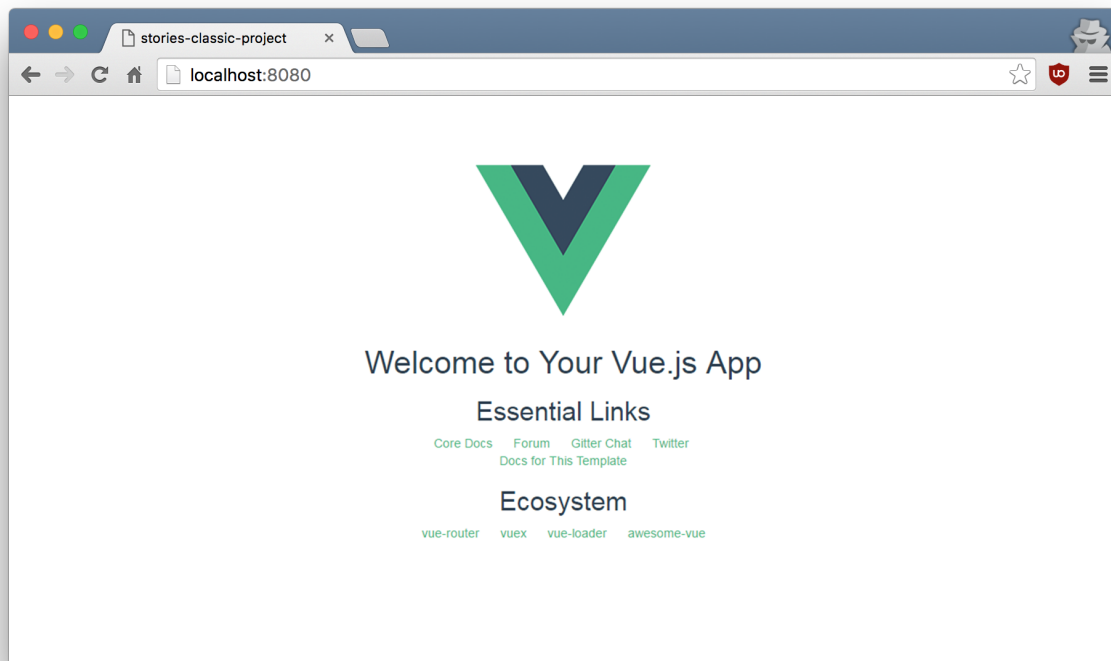 stories-classic-project
localhost:8080
Welcome to Your Vue.js App
Essential Links
Core Docs Forum Gitter Chat Twitter
Docs for This Template
Ecosystem
vue-router vuex vue-loader awesome-vue